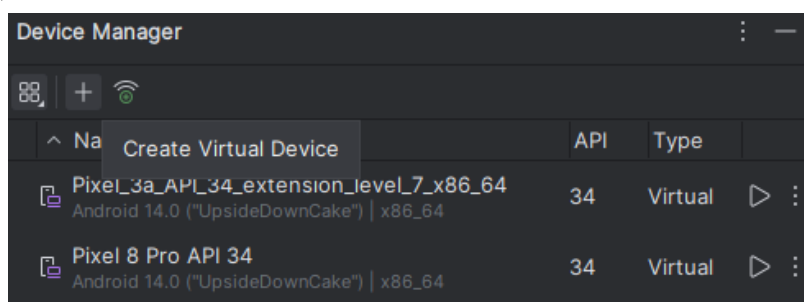 Device Manager
Na
Create Virtual Device
API
Type
Pixel_3a_API_34_extension_level_7_x86_64
34
Virtual
Android 14.0 ("UpsideDownCake") | x86_64
Pixel 8 Pro API 34
34
Virtual
Android 14.0 ("UpsideDownCake") | x86_64